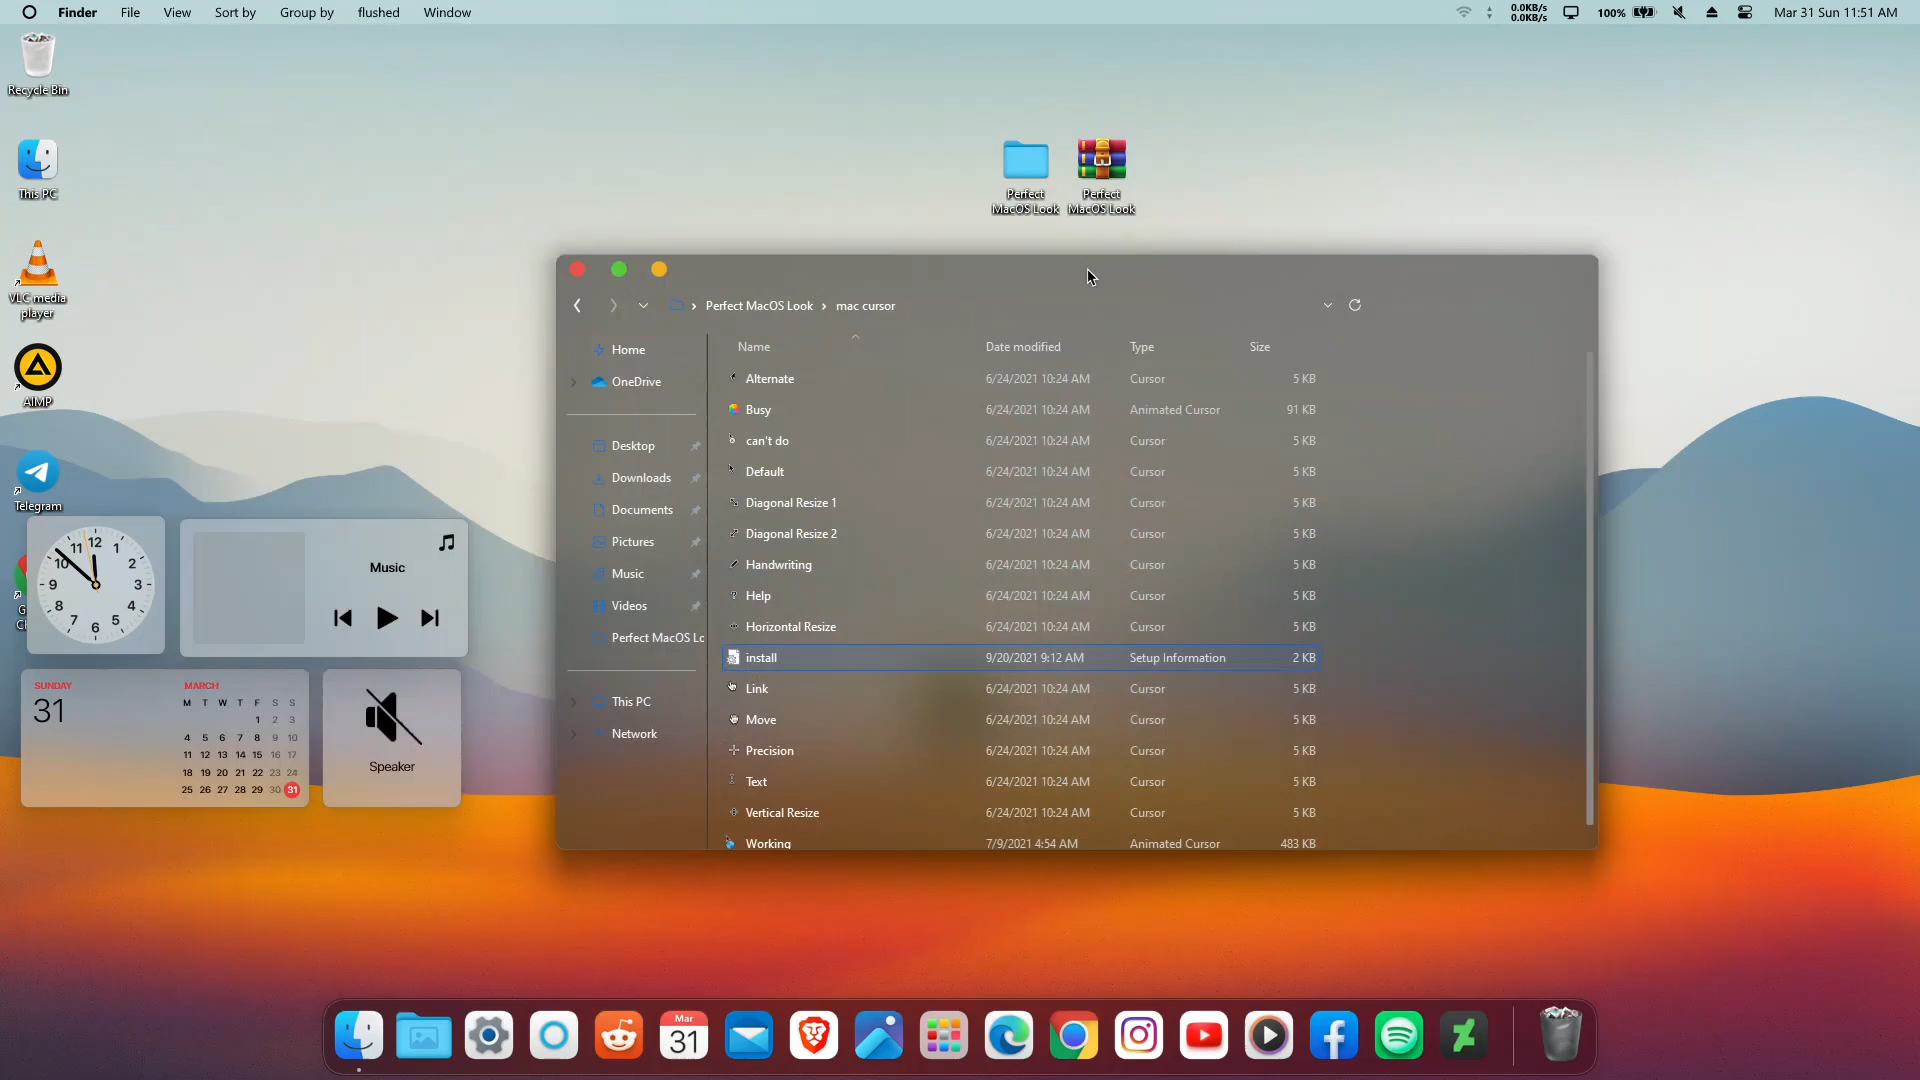 Finder File View Sort by Group by flushed Window
0.0KB/s
0.0KB/s
100%
Mar 31 Sun 11:51 AM
Recycle Bin
This PC
VLC media
player
AIMP
Telegram
G
Ch
Perfect
MacOS Look
Perfect
MacOS Look
Perfect MacOS Look › mac cursor
Home
OneDrive
Desktop
Downloads
Documents
Pictures
Music
Videos
Perfect MacOS Lc
This PC
Network
Name Date modified Type Size
Alternate 6/24/2021 10:24 AM Cursor 5 KB
Busy 6/24/2021 10:24 AM Animated Cursor 91 KB
can't do 6/24/2021 10:24 AM Cursor 5 KB
Default 6/24/2021 10:24 AM Cursor 5 KB
Diagonal Resize 1 6/24/2021 10:24 AM Cursor 5 KB
Diagonal Resize 2 6/24/2021 10:24 AM Cursor 5 KB
Handwriting 6/24/2021 10:24 AM Cursor 5 KB
Help 6/24/2021 10:24 AM Cursor 5 KB
Horizontal Resize 6/24/2021 10:24 AM Cursor 5 KB
install 9/20/2021 9:12 AM Setup Information 2 KB
Link 6/24/2021 10:24 AM Cursor 5 KB
Move 6/24/2021 10:24 AM Cursor 5 KB
Precision 6/24/2021 10:24 AM Cursor 5 KB
Text 6/24/2021 10:24 AM Cursor 5 KB
Vertical Resize 6/24/2021 10:24 AM Cursor 5 KB
Working 7/9/2021 4:54 AM Animated Cursor 483 KB
12 1 2 3 4 5 6 7 8 9 10 11
Music
SUNDAY
31
MARCH
M T W T F S S
1 2 3
4 5 6 7 8 9 10
11 12 13 14 15 16 17
18 19 20 21 22 23 24
25 26 27 28 29 30 31
Speaker
Mar
31